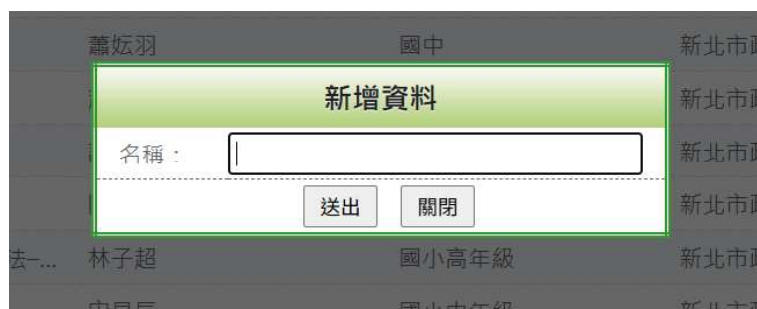 蕭妘羽 國中 新北市
新增資料
新北市
名稱：
新北市
送出 關閉
新北市
法–... 林子超 國小高年級 新北市